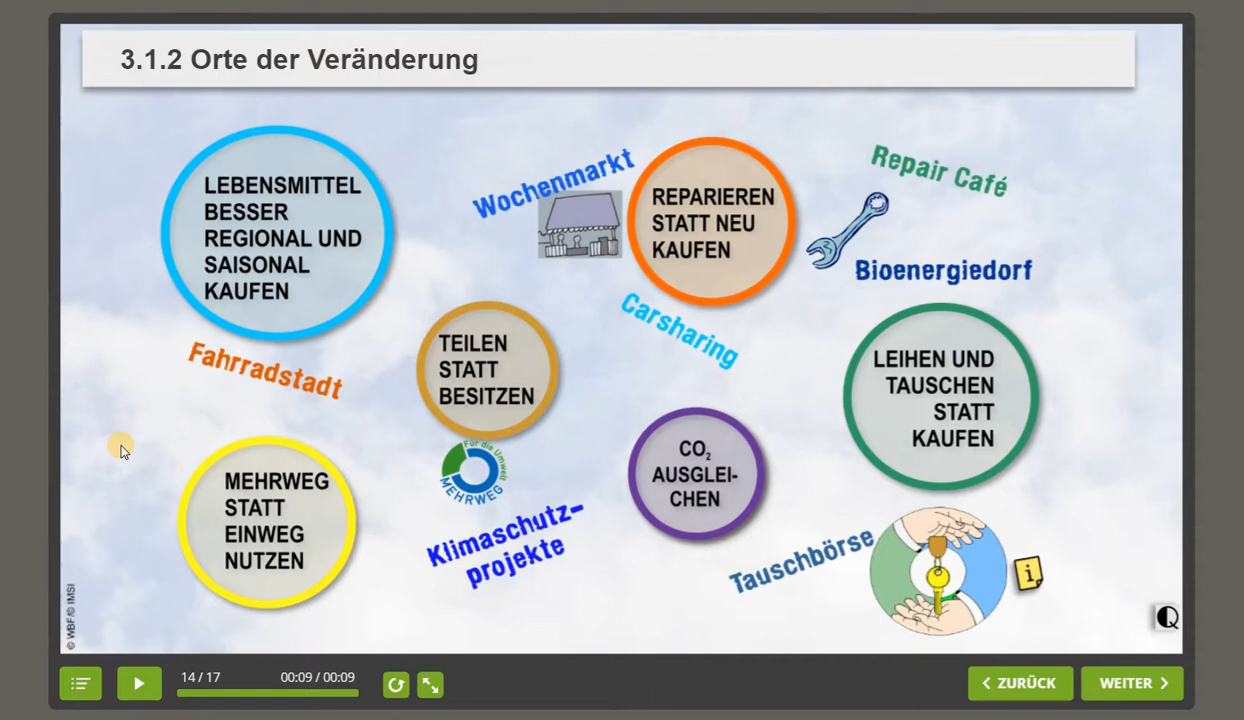 3.1.2 Orte der Veränderung
LEBENSMITTEL
BESSER
REGIONAL UND
SAISONAL
KAUFEN
Wochenmarkt
REPARIEREN
STATT NEU
KAUFEN
Repair Café
Bioenergiedorf
Fahrradstadt
TEILEN
STATT
BESITZEN
Carsharing
LEIHEN UND
TAUSCHEN
STATT
KAUFEN
MEHRWEG
STATT
EINWEG
NUTZEN
Für die Umwelt
MEHRWEG
Klimaschutz-
projekte
CO₂
AUSGLEI-
CHEN
Tauschbörse
i
© WBF/© IMSI
Q
14 / 17
00:09 / 00:09
ZURÜCK
WEITER